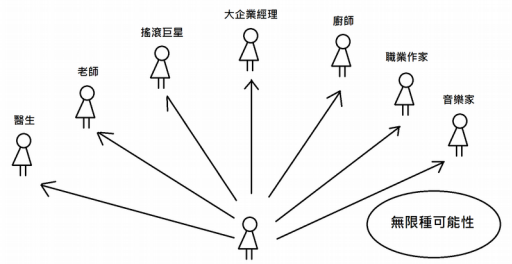 醫生
老師
搖滾巨星
大企業經理
廚師
職業作家
音樂家
無限種可能性